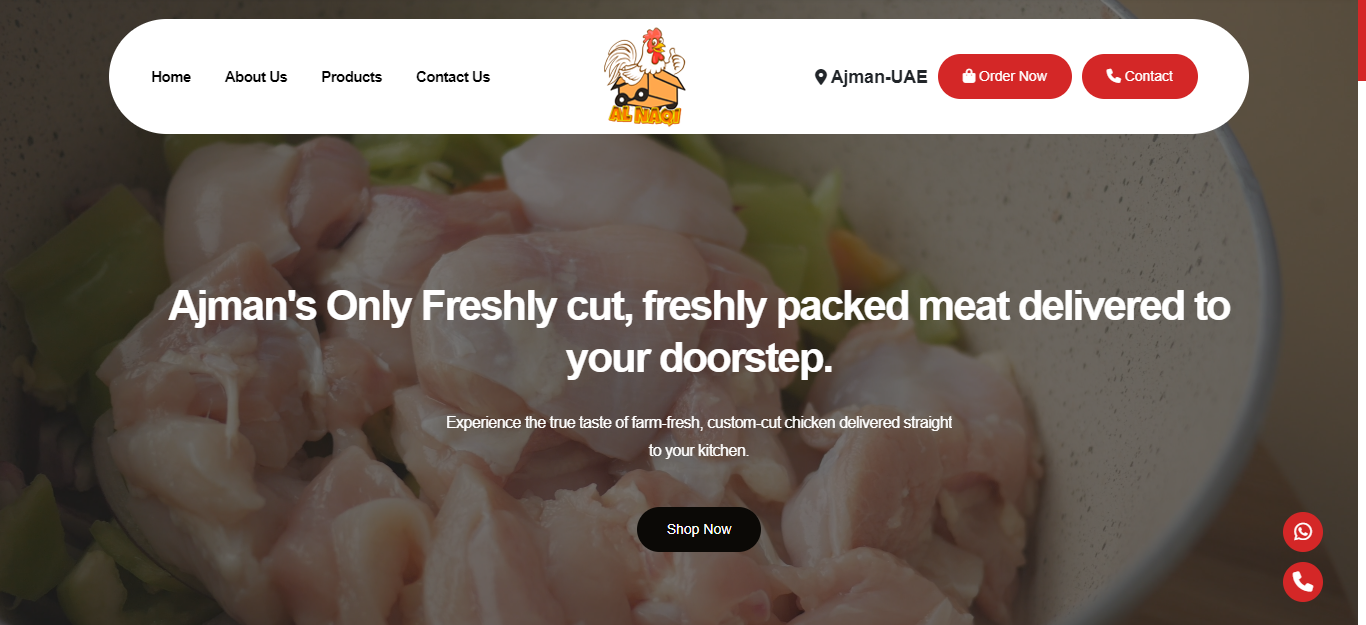 Home
About Us
Products
Contact Us
AL NAQI
Ajman-UAE
Order Now
Contact
Ajman's Only Freshly cut, freshly packed meat delivered to
your doorstep.
Experience the true taste of farm-fresh, custom-cut chicken delivered straight
to your kitchen.
Shop Now